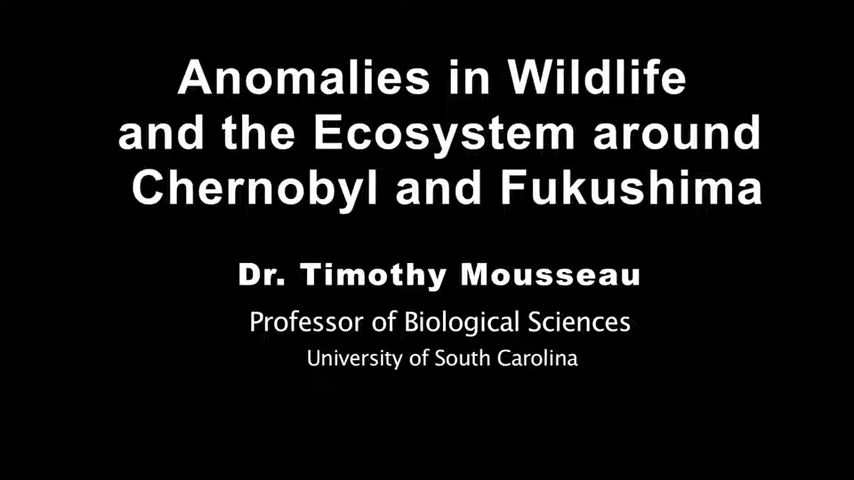 Anomalies in Wildlife
and the Ecosystem around
Chernobyl and Fukushima
Dr. Timothy Mousseau
Professor of Biological Sciences
University of South Carolina